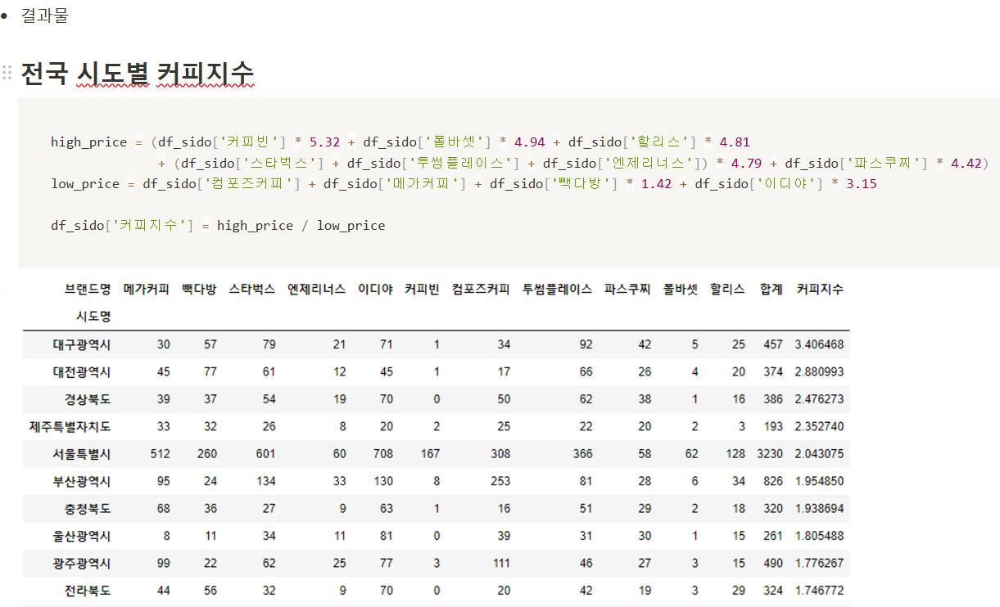 결과물
전국 시도별 커피지수
high_price = (df_sido['커피빈'] * 5.32 + df_sido['폴바셋'] * 4.94 + df_sido['할리스'] * 4.81
+ (df_sido['스타벅스'] + df_sido['투썸플레이스'] + df_sido['엔제리너스']) * 4.79 + df_sido['파스쿠찌'] * 4.42)
low_price = df_sido['컴포즈커피'] + df_sido['메가커피'] + df_sido['빽다방'] * 1.42 + df_sido['이디야'] * 3.15
df_sido['커피지수'] = high_price / low_price
브랜드명 메가커피 빽다방 스타벅스 엔제리너스 이디야 커피빈 컴포즈커피 투썸플레이스 파스쿠찌 폴바셋 할리스 합계 커피지수
시도명
대구광역시 30 57 79 21 71 1 34 92 42 5 25 457 3.406468
대전광역시 45 77 61 12 45 1 17 66 26 4 20 374 2.880993
경상북도 39 37 54 19 70 0 50 62 38 1 16 386 2.476273
제주특별자치도 33 32 26 8 20 2 25 22 20 2 3 193 2.352740
서울특별시 512 260 601 60 708 167 308 366 58 62 128 3230 2.043075
부산광역시 95 24 134 33 130 8 253 81 28 6 34 826 1.954850
충청북도 68 36 27 9 63 1 16 51 29 2 18 320 1.938694
울산광역시 8 11 34 11 81 0 39 31 30 1 15 261 1.805488
광주광역시 99 22 62 25 77 3 111 46 27 3 15 490 1.776267
전라북도 44 56 32 9 70 0 20 42 19 3 29 324 1.746772